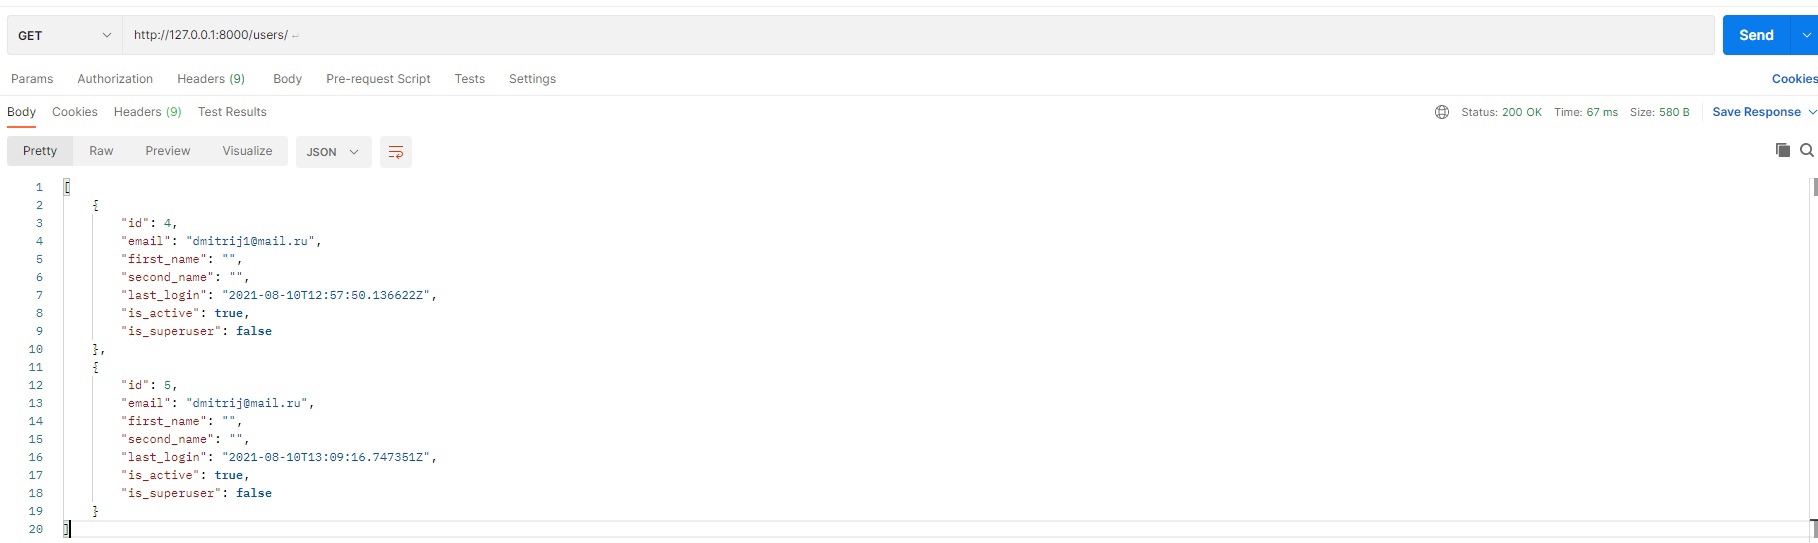 GET http://127.0.0.1:8000/users/ Send
Params Authorization Headers (9) Body Pre-request Script Tests Settings Cookies
Body Cookies Headers (9) Test Results Status: 200 OK Time: 67 ms Size: 580 B Save Response
Pretty Raw Preview Visualize JSON
1 [
2 {
3 "id": 4,
4 "email": "dmitrij1@mail.ru",
5 "first_name": "",
6 "second_name": "",
7 "last_login": "2021-08-10T12:57:50.136622Z",
8 "is_active": true,
9 "is_superuser": false
10 },
11 {
12 "id": 5,
13 "email": "dmitrij@mail.ru",
14 "first_name": "",
15 "second_name": "",
16 "last_login": "2021-08-10T13:09:16.747351Z",
17 "is_active": true,
18 "is_superuser": false
19 }
20 ]